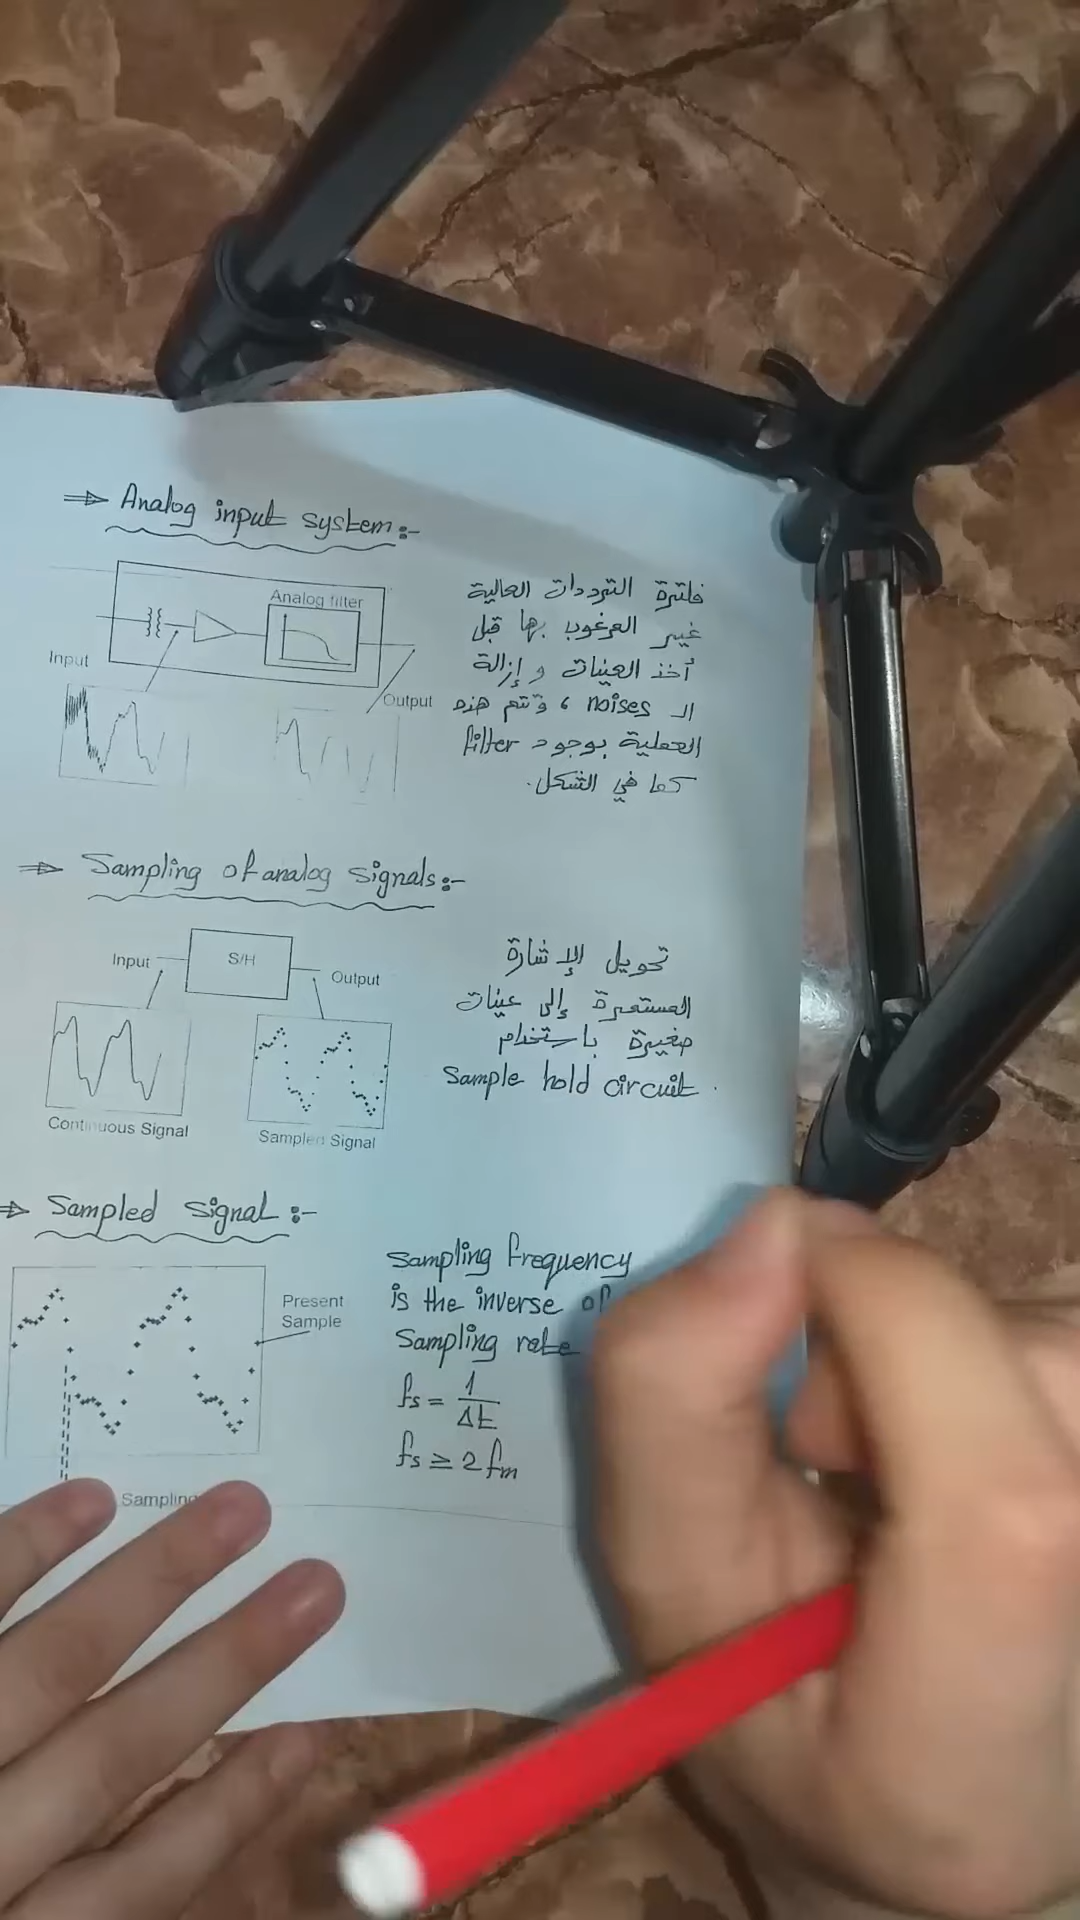 ⇒ Analog input system:-
Analog filter
Input
Output
فلترة الترددات العالية
غير المرغوب بها قبل
أخذ العينات و إزالة
الـ noises ، وتتم هذه
العملية بوجود filter
كما في الشكل.
⇒ Sampling of analog signals:-
Input
S/H
Output
Continuous Signal
Sampled Signal
تحويل الإشارة
المستمرة إلى عينات
صغيرة باستخدام
Sample hold circuit.
⇒ Sampled signal:-
Present
Sample
Sampling
Sampling frequency
is the inverse of
Sampling rate
fs = 1/Δt
fs ≥ 2 fm